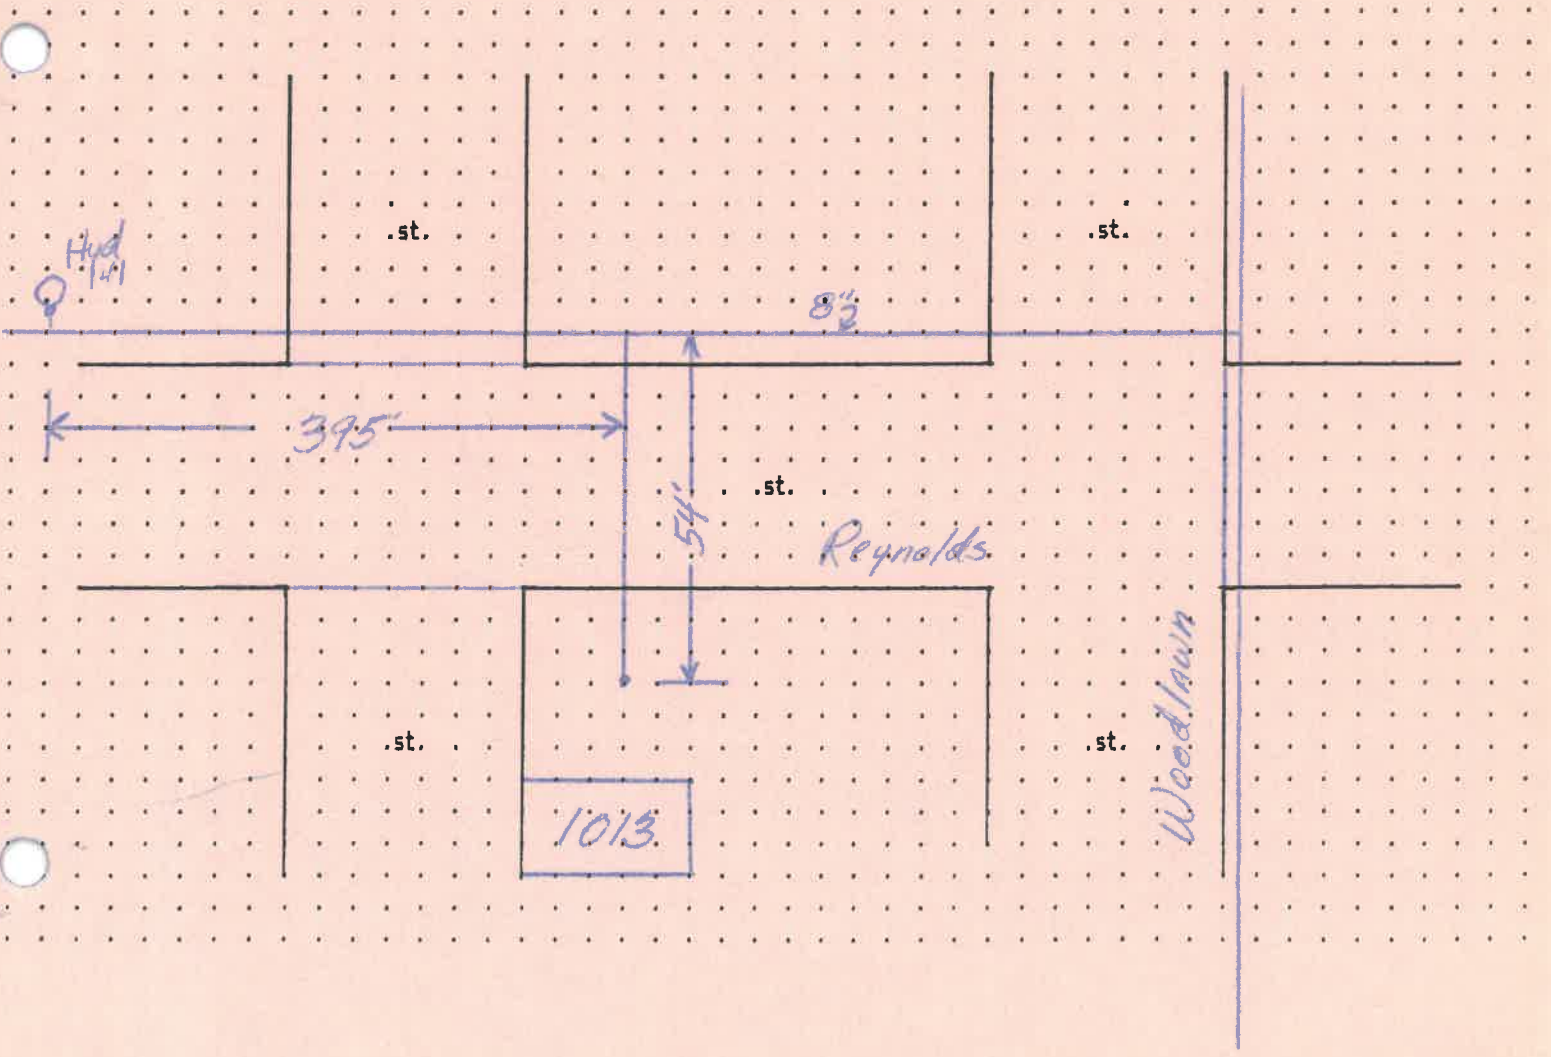 .st.
.st.
Hyd
141
8"
395'
.st.
54'
Reynolds
Woodlawn
.st.
.st.
1013